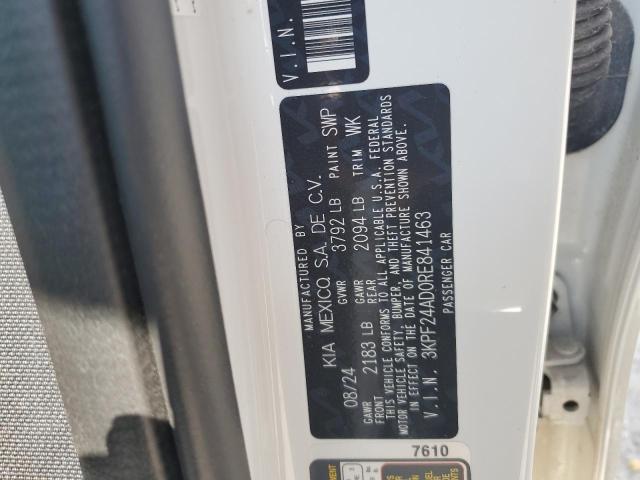 V.I.N.
MANUFACTURED BY
KIA MEXICO, S.A. DE C.V.
08/24 GVWR 3792 LB PAINT SWP
GAWR FRONT 2183 LB GAWR REAR 2094 LB TRIM WK
THIS VEHICLE CONFORMS TO ALL APPLICABLE U.S.A. FEDERAL
MOTOR VEHICLE SAFETY, BUMPER, AND THEFT PREVENTION STANDARDS
IN EFFECT ON THE DATE OF MANUFACTURE SHOWN ABOVE.
V.I.N. 3KPF24AD0RE841463
PASSENGER CAR
7610